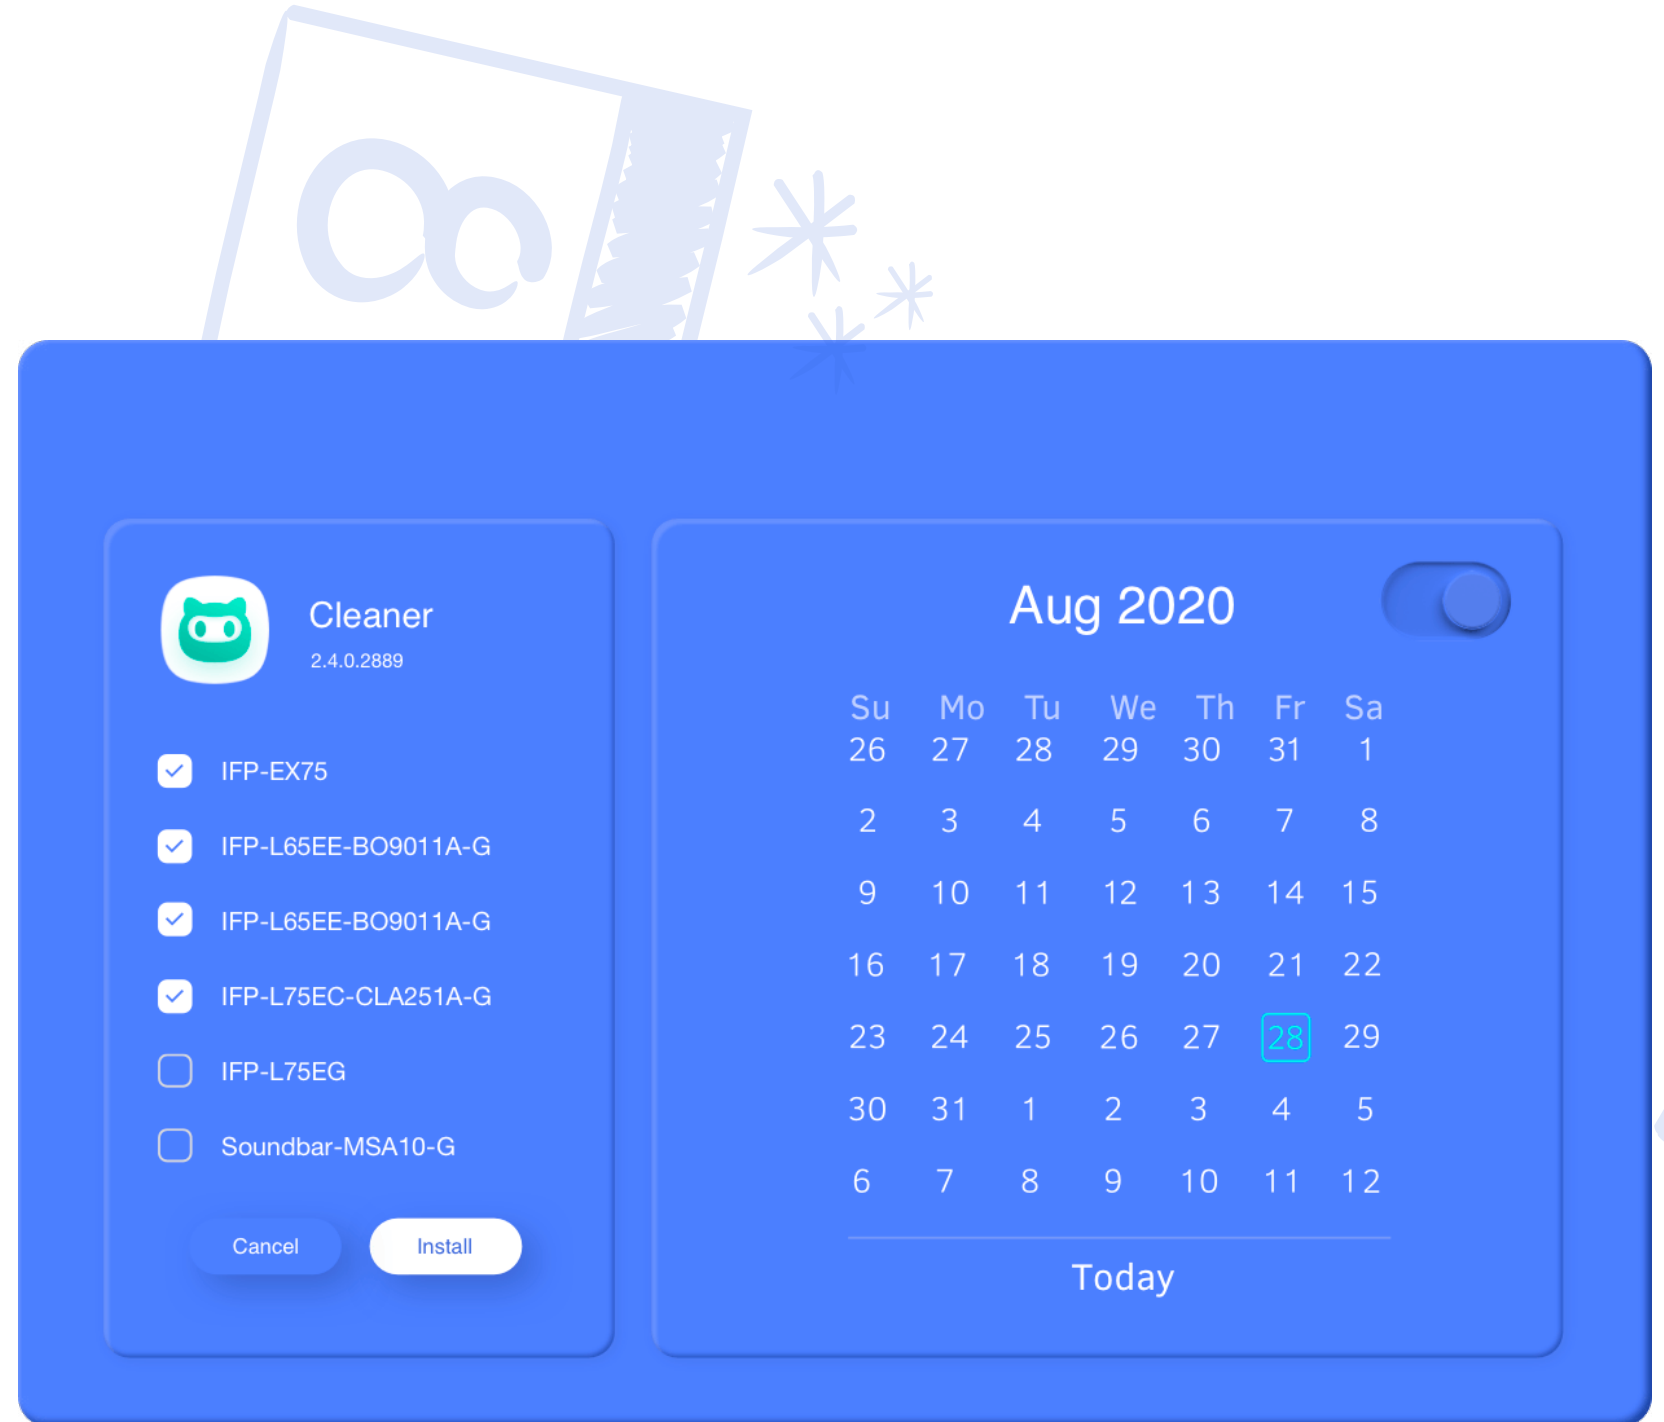 Cleaner
2.4.0.2889
IFP-EX75
IFP-L65EE-BO9011A-G
IFP-L65EE-BO9011A-G
IFP-L75EC-CLA251A-G
IFP-L75EG
Soundbar-MSA10-G
Cancel Install
Aug 2020
Su Mo Tu We Th Fr Sa
26 27 28 29 30 31 1
2 3 4 5 6 7 8
9 10 11 12 13 14 15
16 17 18 19 20 21 22
23 24 25 26 27 28 29
30 31 1 2 3 4 5
6 7 8 9 10 11 12
Today